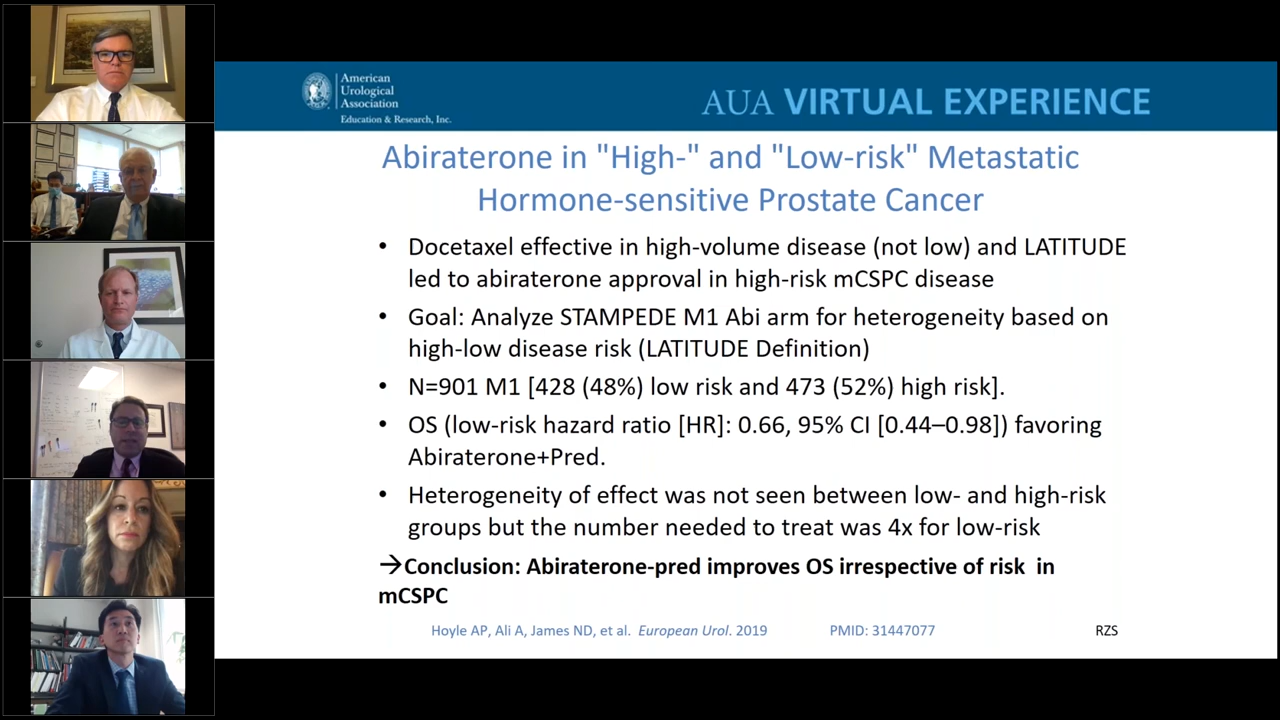 American
Urological
Association
Education & Research, Inc.
AUA VIRTUAL EXPERIENCE
Abiraterone in "High-" and "Low-risk" Metastatic
Hormone-sensitive Prostate Cancer
• Docetaxel effective in high-volume disease (not low) and LATITUDE
led to abiraterone approval in high-risk mCSPC disease
• Goal: Analyze STAMPEDE M1 Abi arm for heterogeneity based on
high-low disease risk (LATITUDE Definition)
• N=901 M1 [428 (48%) low risk and 473 (52%) high risk].
• OS (low-risk hazard ratio [HR]: 0.66, 95% CI [0.44–0.98]) favoring
Abiraterone+Pred.
• Heterogeneity of effect was not seen between low- and high-risk
groups but the number needed to treat was 4x for low-risk
→Conclusion: Abiraterone-pred improves OS irrespective of risk in
mCSPC
Hoyle AP, Ali A, James ND, et al. European Urol. 2019 PMID: 31447077 RZS